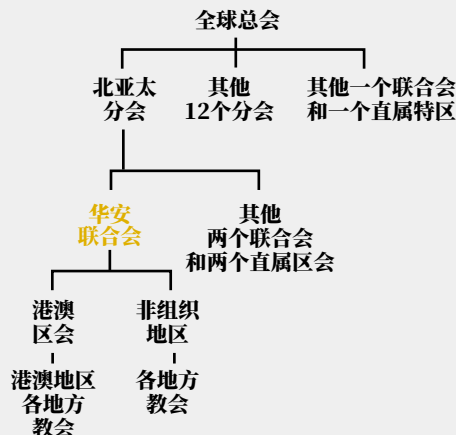 全球总会
北亚太
分会
其他
12个分会
其他一个联合会
和一个直属特区
华安
联合会
其他
两个联合会
和两个直属区会
港澳
区会
非组织
地区
港澳地区
各地方
教会
各地方
教会